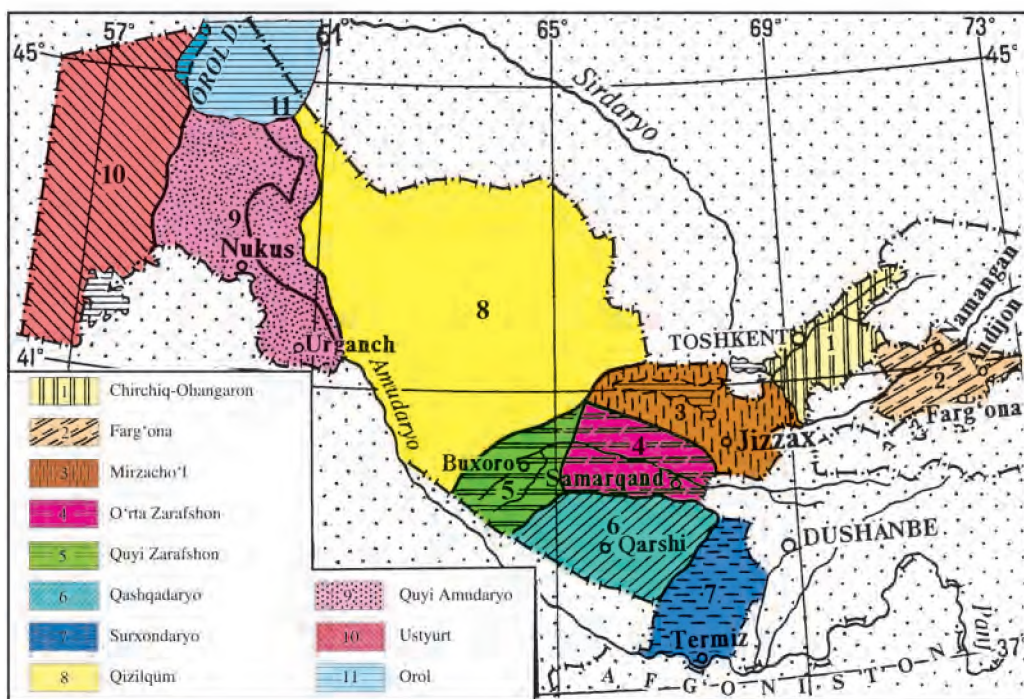 57°
61
65°
69°
73°
45°
45°
OROL D.
11
Sirdaryo
10
9
Nukus
8
Namangan
TOSHKENT
1
Andijon
2
41°
Urganch
Farg‘ona
Amudaryo
3
Jizzax
4
Buxoro
Samarqand
5
6
Qarshi
DUSHANBE
7
Termiz
Panj
37°
AFGONISTON
1 Chirchiq-Ohangaron
2 Farg‘ona
3 Mirzacho‘l
4 O‘rta Zarafshon
5 Quyi Zarafshon
6 Qashqadaryo
7 Surxondaryo
8 Qizilqum
9 Quyi Amudaryo
10 Ustyurt
11 Orol